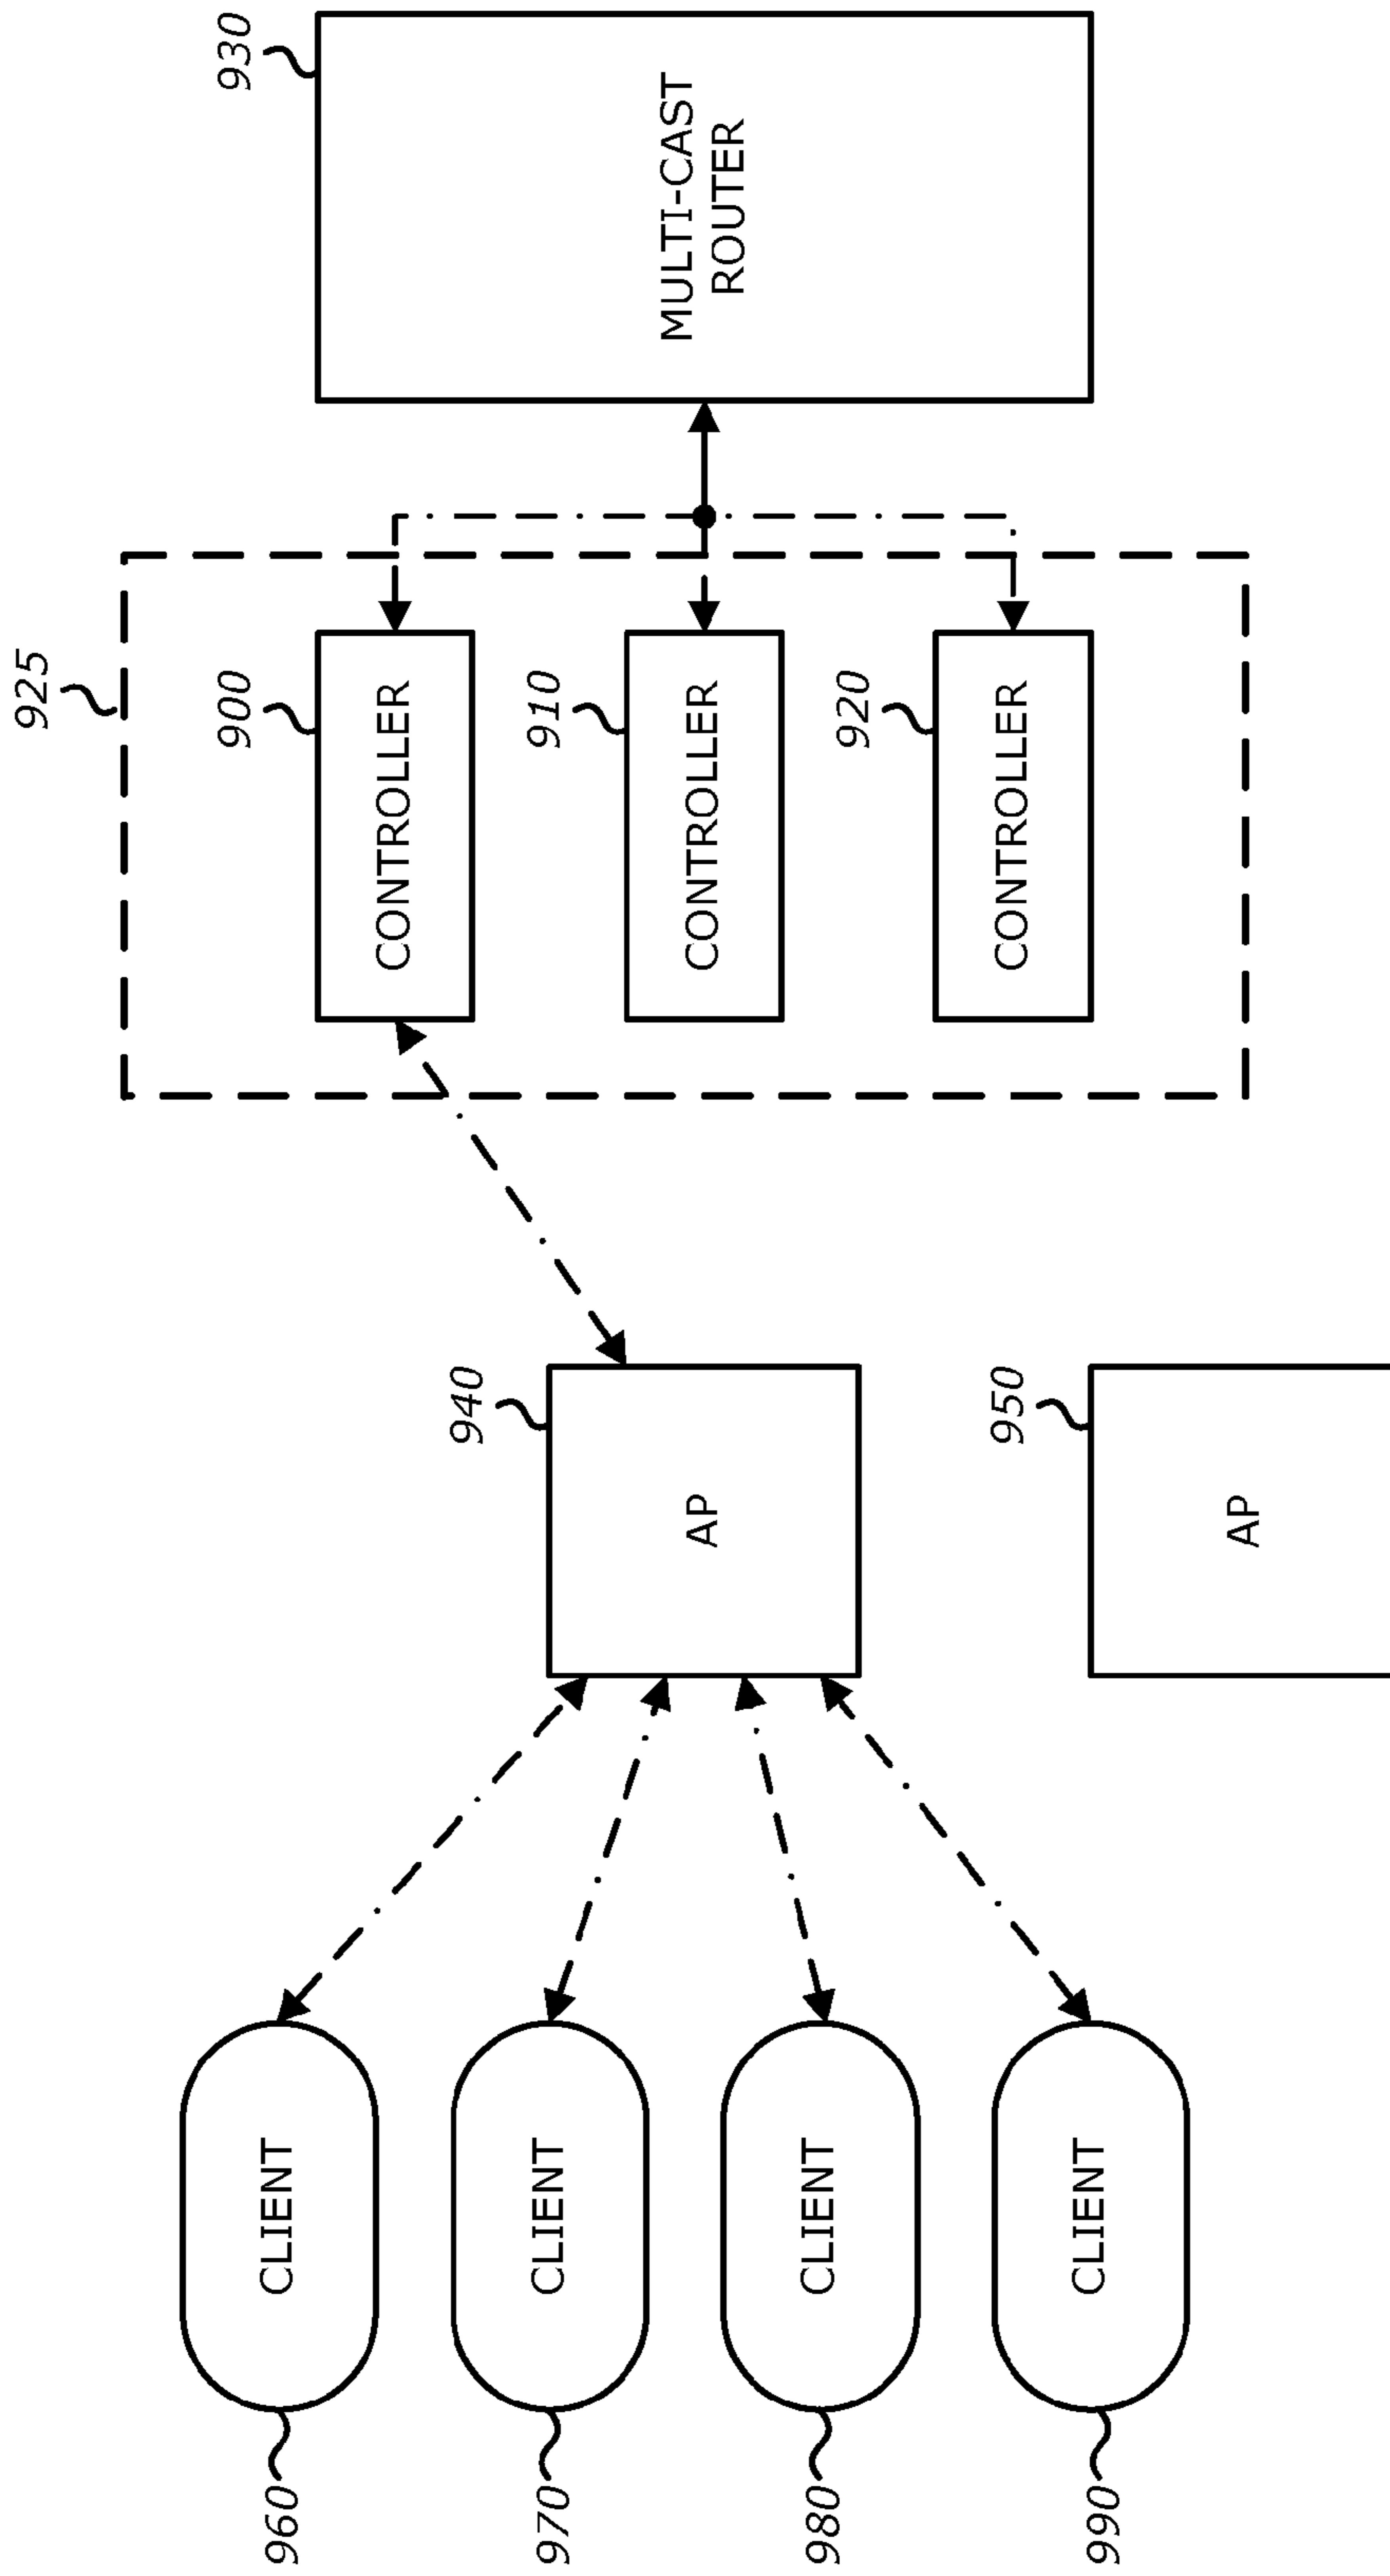 960
CLIENT
970
CLIENT
980
CLIENT
990
CLIENT
940
AP
950
AP
925
900
CONTROLLER
910
CONTROLLER
920
CONTROLLER
930
MULTI-CAST
ROUTER